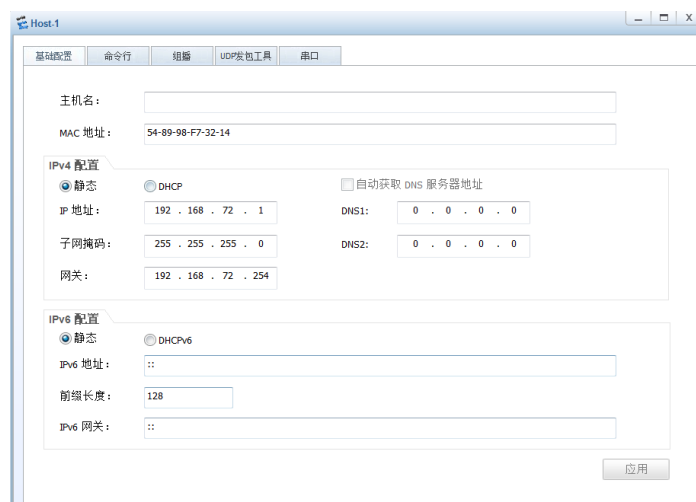 Host-1
基础配置 命令行 组播 UDP发包工具 串口
主机名：
MAC 地址： 54-89-98-F7-32-14
IPv4 配置
静态 DHCP 自动获取 DNS 服务器地址
IP 地址： 192 . 168 . 72 . 1 DNS1: 0 . 0 . 0 . 0
子网掩码： 255 . 255 . 255 . 0 DNS2: 0 . 0 . 0 . 0
网关： 192 . 168 . 72 . 254
IPv6 配置
静态 DHCPv6
IPv6 地址： ::
前缀长度： 128
IPv6 网关： ::
应用